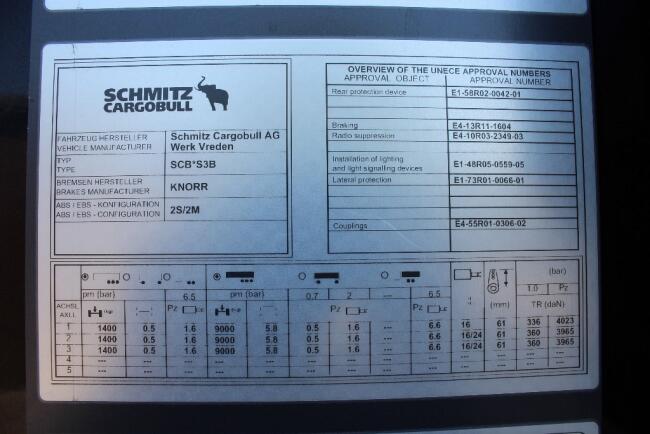 SCHMITZ
CARGOBULL
FAHRZEUG HERSTELLER
VEHICLE MANUFACTURER
Schmitz Cargobull AG
Werk Vreden
TYP
TYPE
SCB*S3B
BREMSEN HERSTELLER
BRAKES MANUFACTURER
KNORR
ABS / EBS - KONFIGURATION
ABS / EBS - CONFIGURATION
2S/2M
OVERVIEW OF THE UNECE APPROVAL NUMBERS
APPROVAL OBJECT APPROVAL NUMBER
Rear protection device E1-58R02-0042-01
Braking E4-13R11-1604
Radio suppression E4-10R03-2349-03
Installation of lighting
and light signalling devices E1-48R05-0559-05
Lateral protection E1-73R01-0066-01
Couplings E4-55R01-0306-02
(bar)
pm (bar) 6.5 pm (bar) 0.7 2 --- 6.5 1.0 Pz
ACHSE
AXLE Pz Pz Pz (mm) TR (daN)
1 1400 0.5 1.6 9000 5.8 0.5 1.6 6.6 16 61 336 4023
2 1400 0.5 1.6 9000 5.8 0.5 1.6 6.6 16/24 61 360 3965
3 1400 0.5 1.6 9000 5.8 0.5 1.6 6.6 16/24 61 360 3965
4 --- --- --- --- --- --- --- --- --- --- --- ---
5 --- --- --- --- --- --- --- --- --- --- --- ---